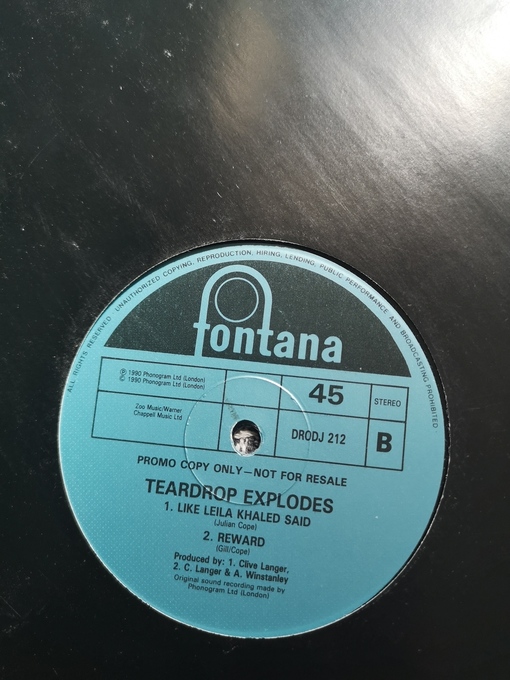 ALL RIGHTS RESERVED. UNAUTHORIZED COPYING, REPRODUCTION, HIRING, LENDING, PUBLIC PERFORMANCE AND BROADCASTING PROHIBITED
fontana
℗ 1990 Phonogram Ltd (London)
© 1990 Phonogram Ltd (London)
45
STEREO
Zoo Music/Warner
Chappell Music Ltd
DRODJ 212
B
PROMO COPY ONLY—NOT FOR RESALE
TEARDROP EXPLODES
1. LIKE LEILA KHALED SAID
(Julian Cope)
2. REWARD
(Gill/Cope)
Produced by: 1. Clive Langer,
2. C. Langer & A. Winstanley
Original sound recording made by
Phonogram Ltd (London)